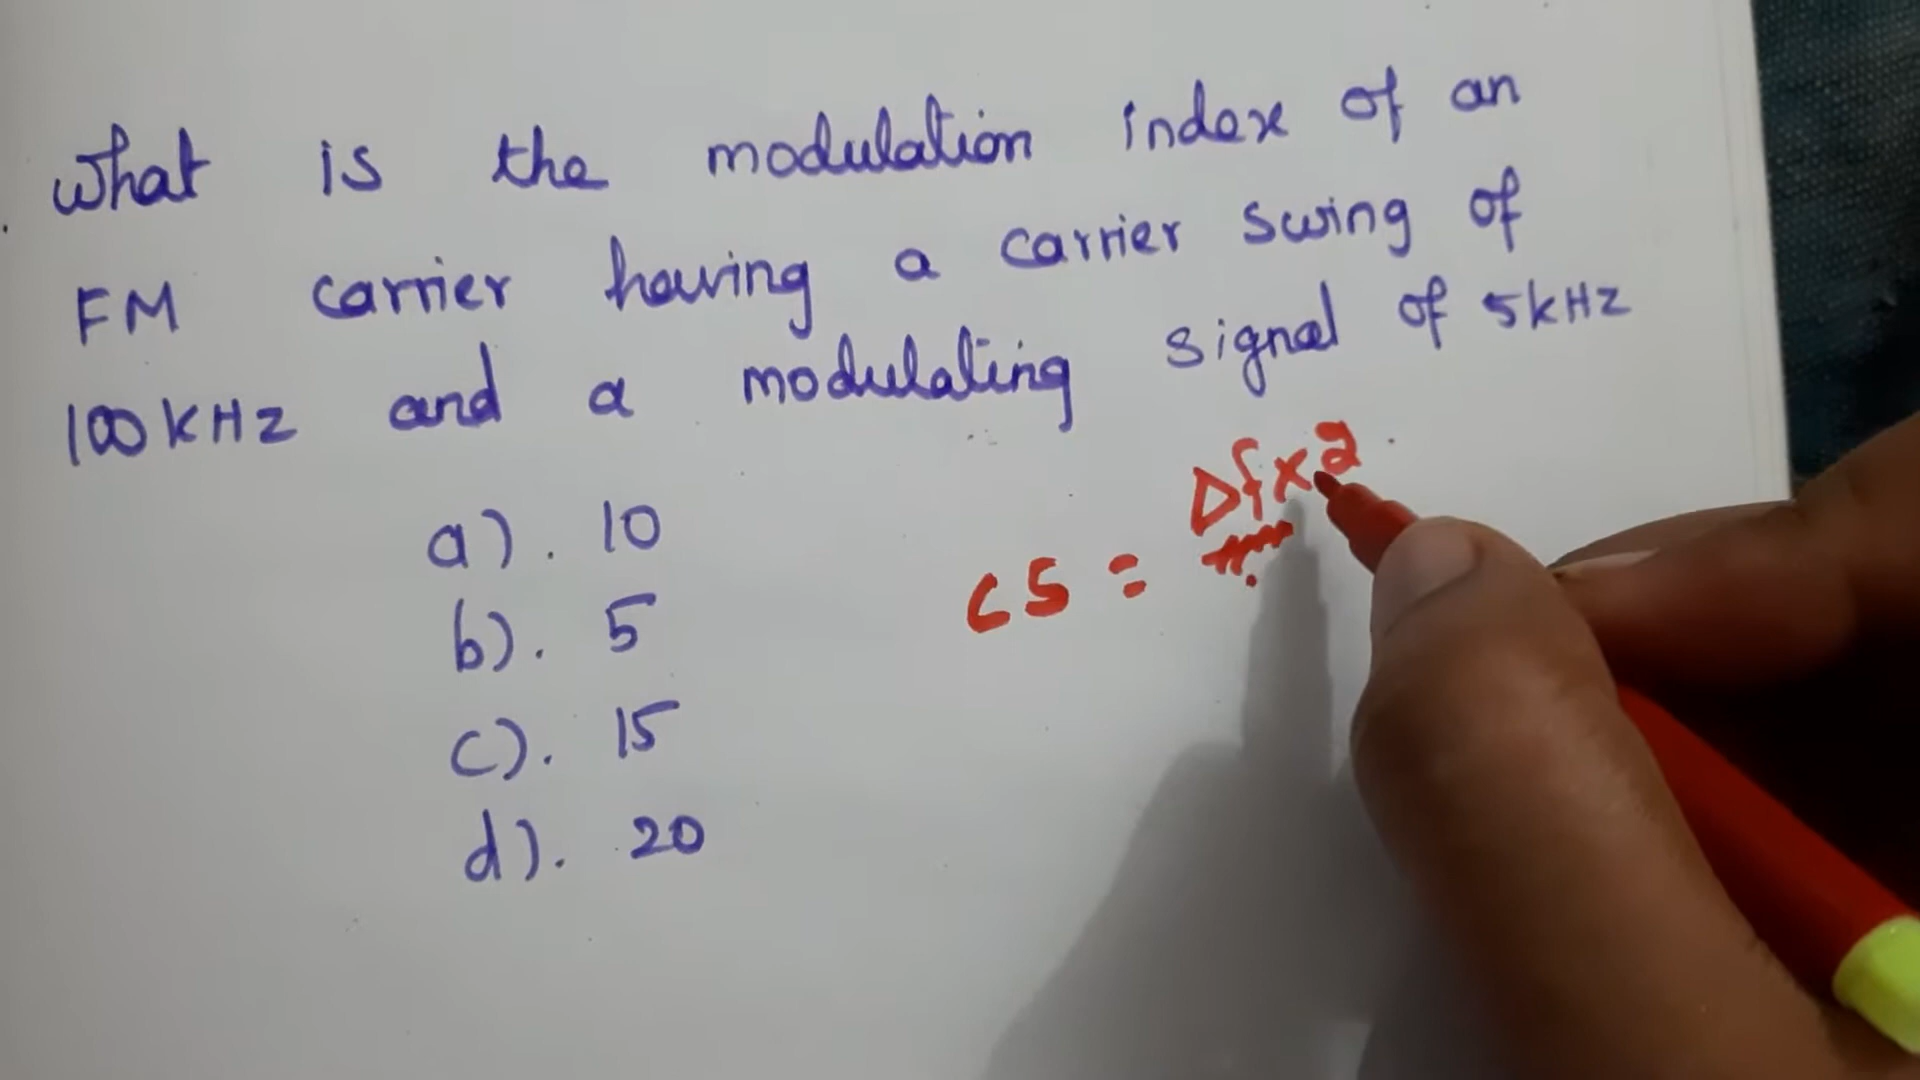 What is the modulation index of an
FM carrier having a carrier swing of
100 kHz and a modulating signal of 5kHz
a). 10
b). 5
c). 15
d). 20
CS = Δf×2